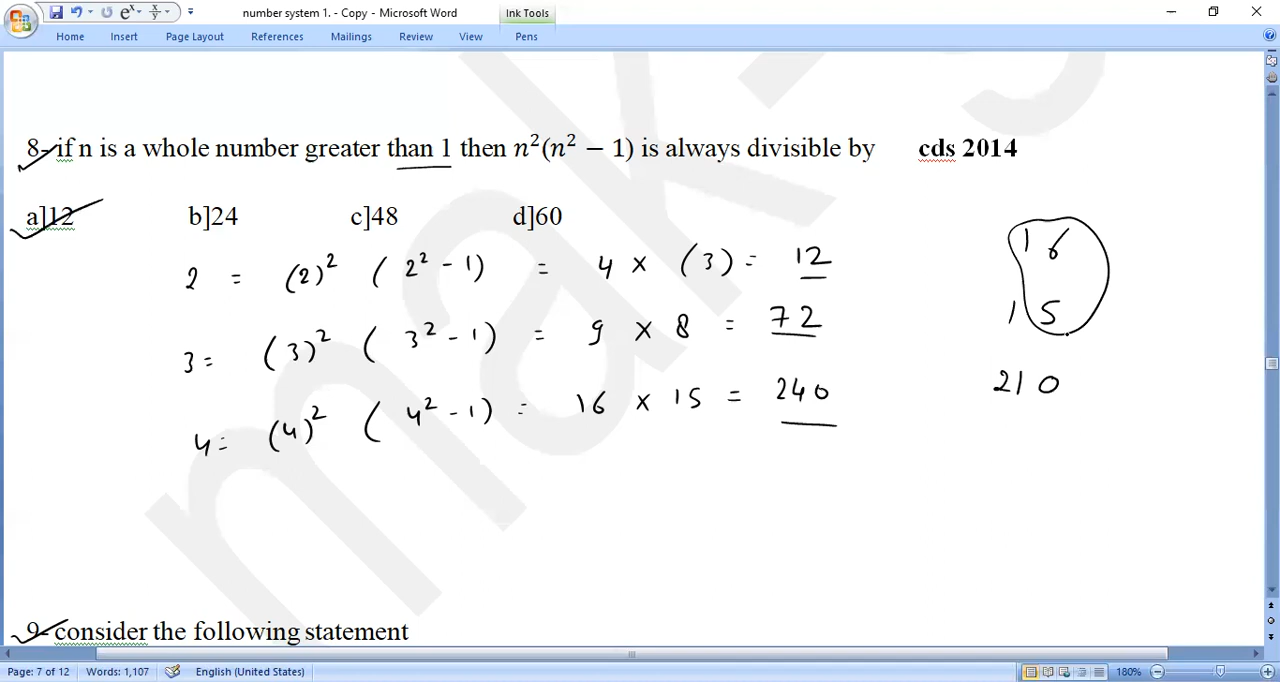 number system 1. - Copy - Microsoft Word
Ink Tools
Home Insert Page Layout References Mailings Review View Pens
8- if n is a whole number greater than 1 then n²(n² − 1) is always divisible by cds 2014
a]12 b]24 c]48 d]60
2 = (2)² ( 2² - 1) = 4 × (3) = 12
3 = (3)² ( 3² - 1) = 9 × 8 = 72
4 = (4)² ( 4² - 1) = 16 × 15 = 240
16
15
210
mak-s
9- consider the following statement
Page: 7 of 12 Words: 1,107 English (United States) 180%